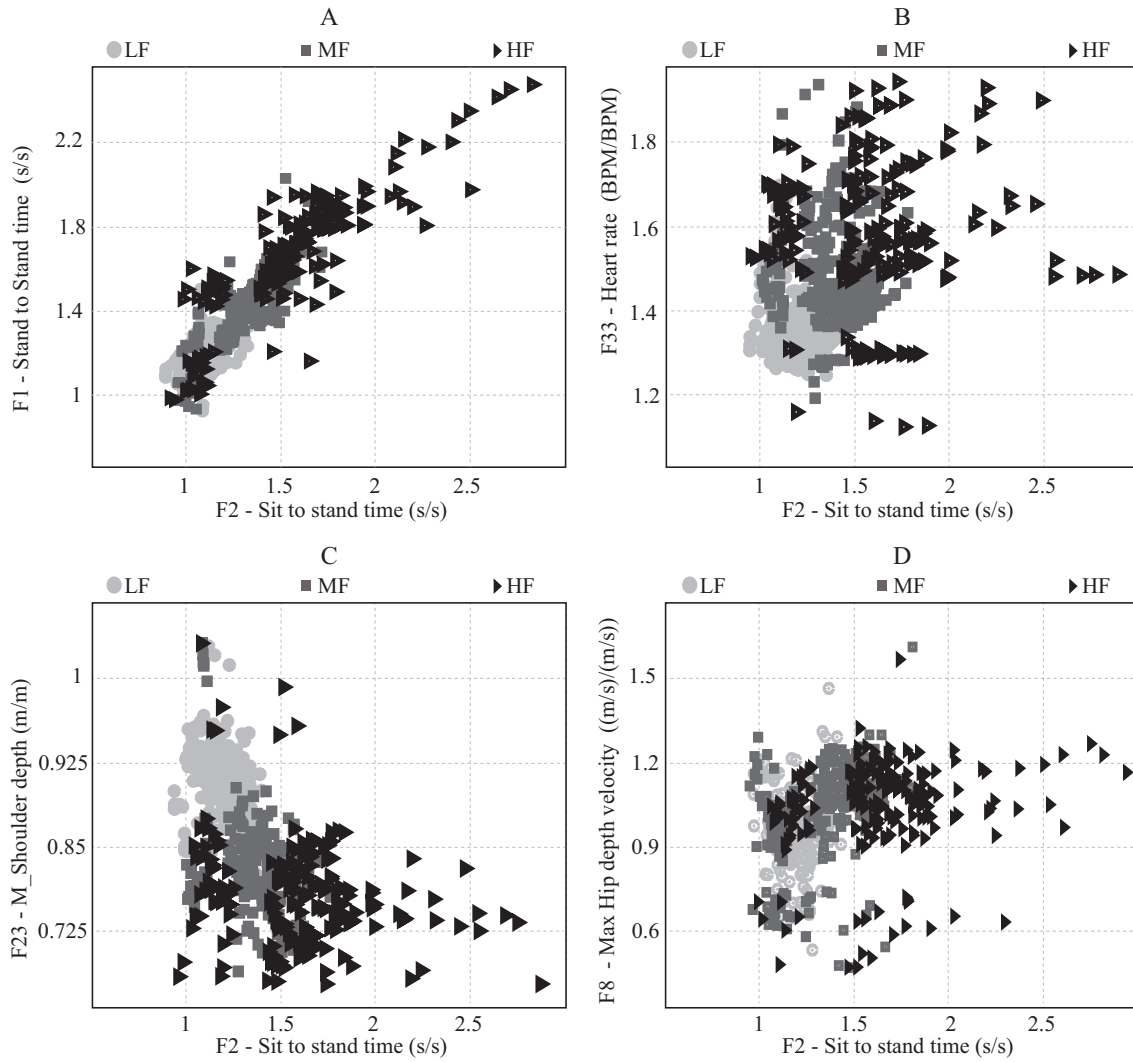 A
LF MF HF
2.2
1.8
1.4
1
1 1.5 2 2.5
F1 - Stand to Stand time (s/s)
F2 - Sit to stand time (s/s)
B
LF MF HF
1.8
1.6
1.4
1.2
1 1.5 2 2.5
F33 - Heart rate (BPM/BPM)
F2 - Sit to stand time (s/s)
C
LF MF HF
1
0.925
0.85
0.725
1 1.5 2 2.5
F23 - M_Shoulder depth (m/m)
F2 - Sit to stand time (s/s)
D
LF MF HF
1.5
1.2
0.9
0.6
1 1.5 2 2.5
F8 - Max Hip depth velocity ((m/s)/(m/s))
F2 - Sit to stand time (s/s)